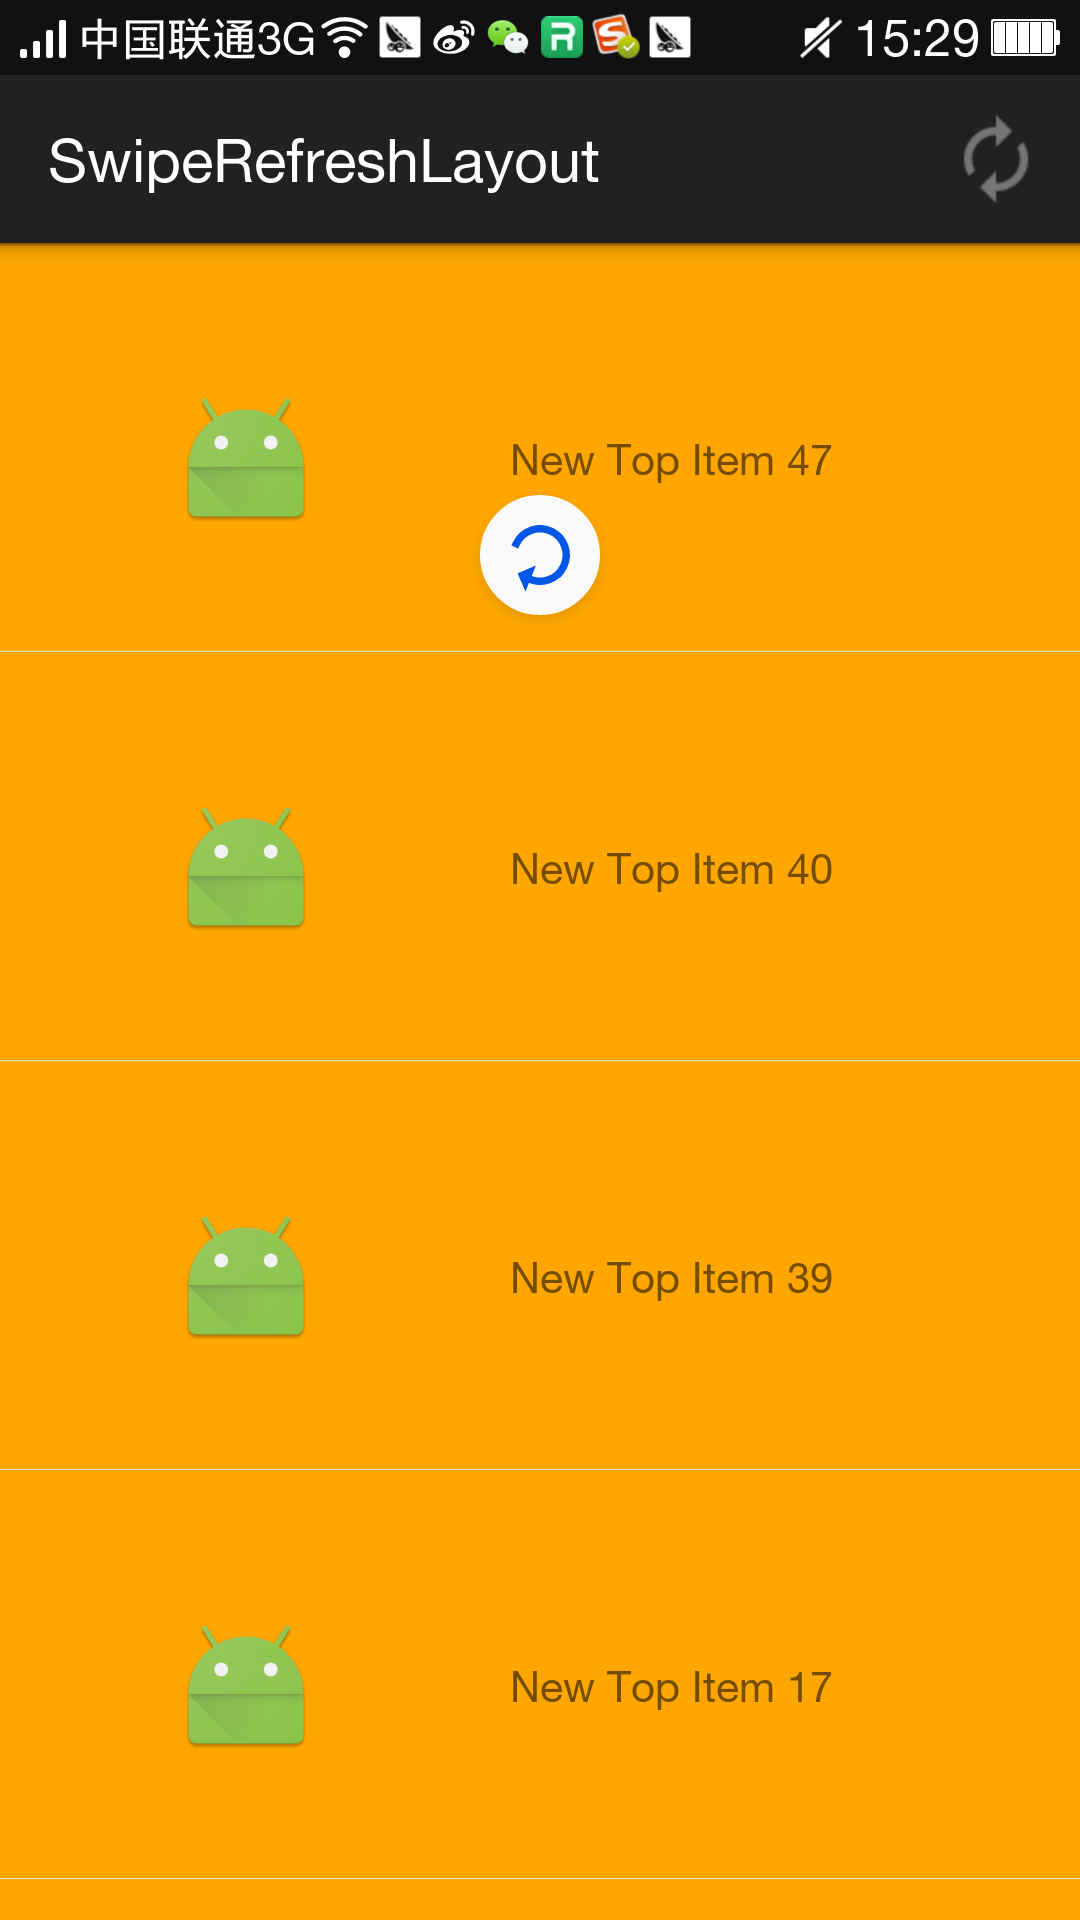 中国联通3G 15:29
SwipeRefreshLayout
New Top Item 47
New Top Item 40
New Top Item 39
New Top Item 17